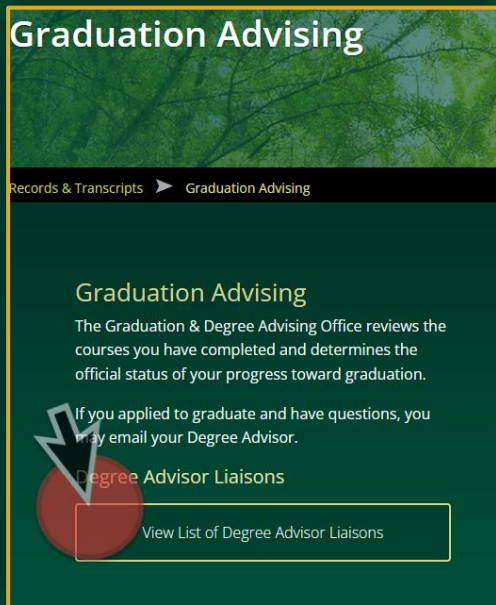 Graduation Advising
Records & Transcripts ➤ Graduation Advising
Graduation Advising
The Graduation & Degree Advising Office reviews the
courses you have completed and determines the
official status of your progress toward graduation.
If you applied to graduate and have questions, you
may email your Degree Advisor.
Degree Advisor Liaisons
View List of Degree Advisor Liaisons